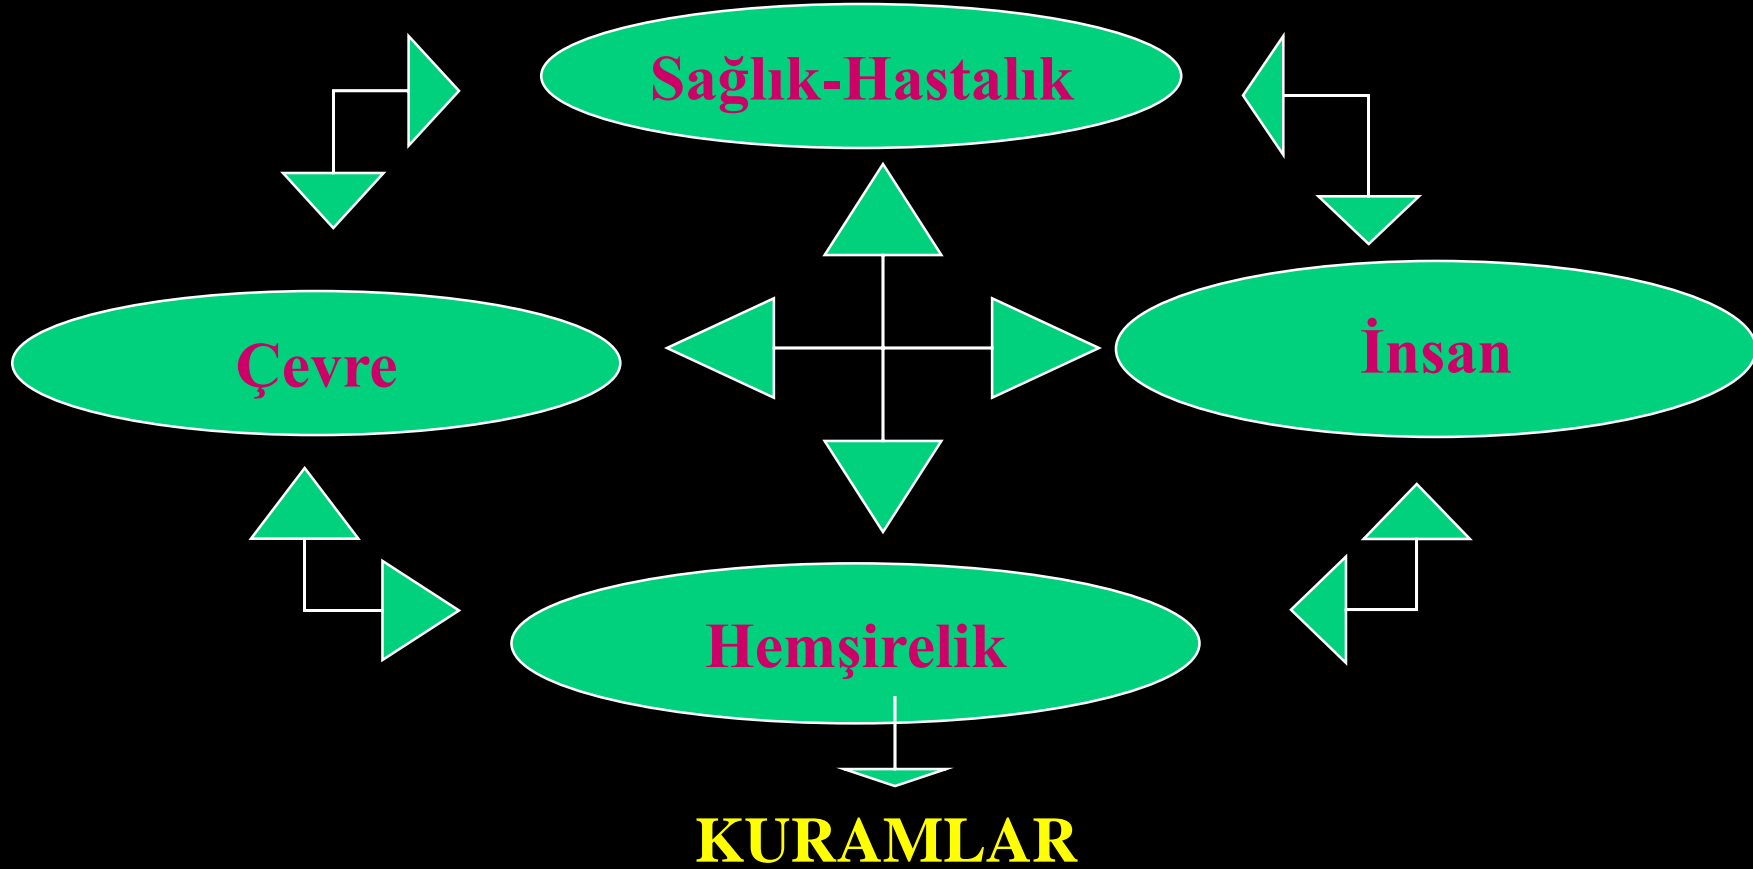 Sağlık-Hastalık
Çevre
İnsan
Hemşirelik
KURAMLAR